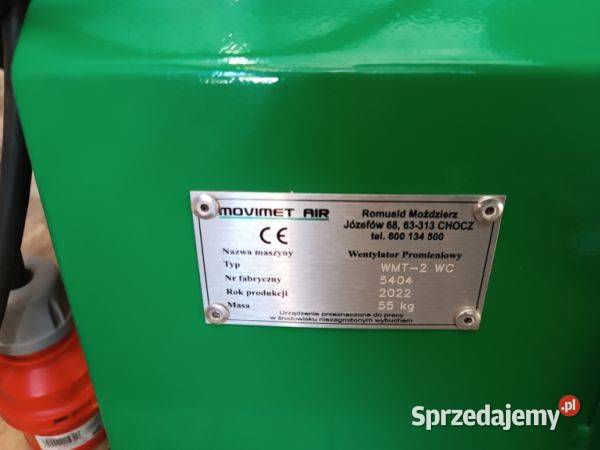 MOVIMET AIR
Romuald Moździerz
Józefów 68, 63-313 CHOCZ
tel. 600 134 500
CE
Nazwa maszyny Wentylator Promieniowy
Typ WMT-2 WC
Nr fabryczny 5404
Rok produkcji 2022
Masa 55 kg
Urządzenie przeznaczone do pracy
w środowisku niezagrożonym wybuchem
Sprzedajemy.pl